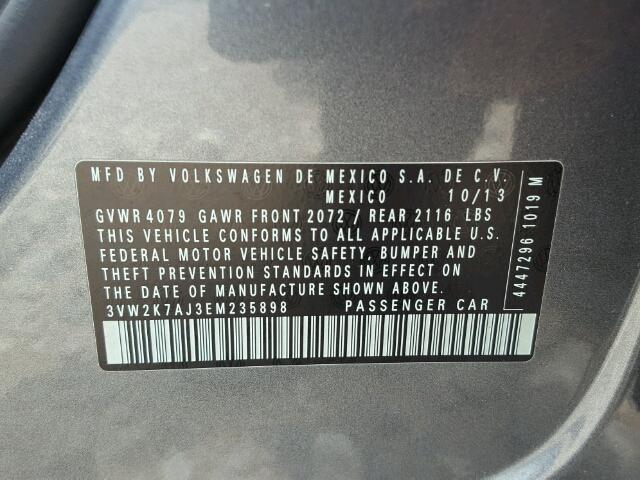 MFD BY VOLKSWAGEN DE MEXICO S.A. DE C.V.
MEXICO 10/13
GVWR 4079 GAWR FRONT 2072 / REAR 2116 LBS
THIS VEHICLE CONFORMS TO ALL APPLICABLE U.S.
FEDERAL MOTOR VEHICLE SAFETY, BUMPER AND
THEFT PREVENTION STANDARDS IN EFFECT ON
THE DATE OF MANUFACTURE SHOWN ABOVE.
3VW2K7AJ3EM235898 PASSENGER CAR
4447296 1019 M